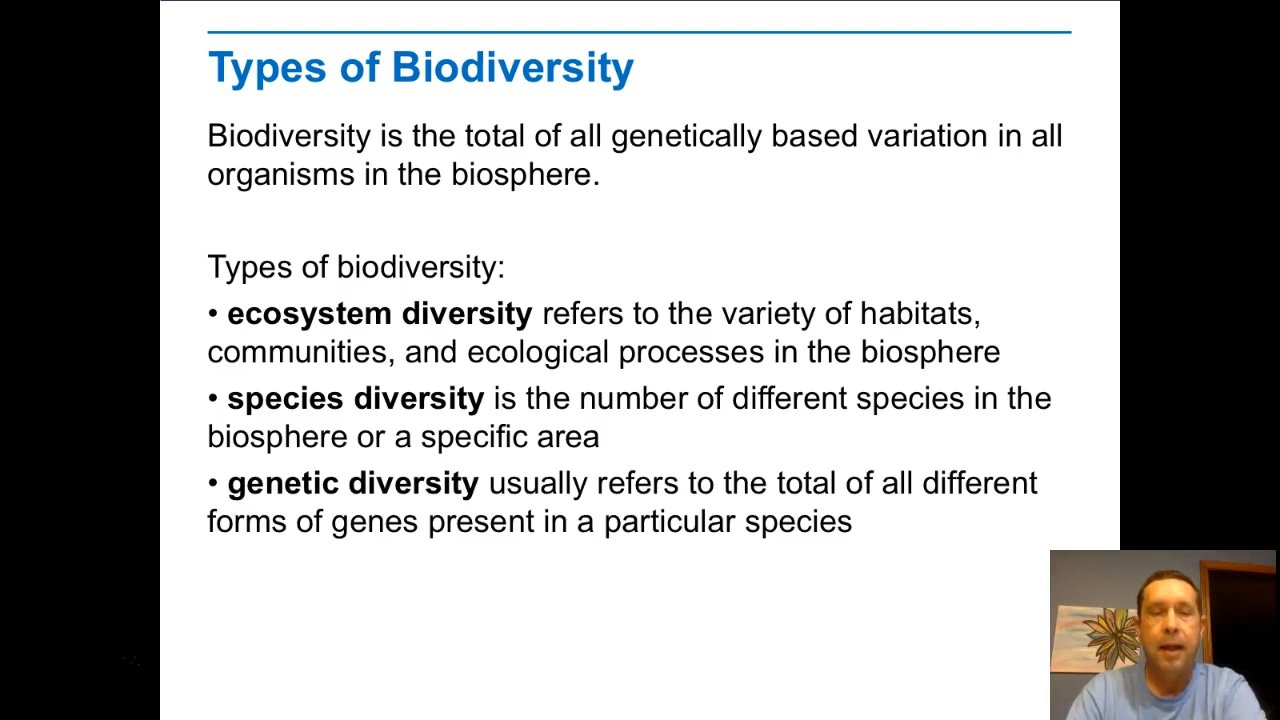 Types of Biodiversity
Biodiversity is the total of all genetically based variation in all
organisms in the biosphere.
Types of biodiversity:
• ecosystem diversity refers to the variety of habitats,
communities, and ecological processes in the biosphere
• species diversity is the number of different species in the
biosphere or a specific area
• genetic diversity usually refers to the total of all different
forms of genes present in a particular species